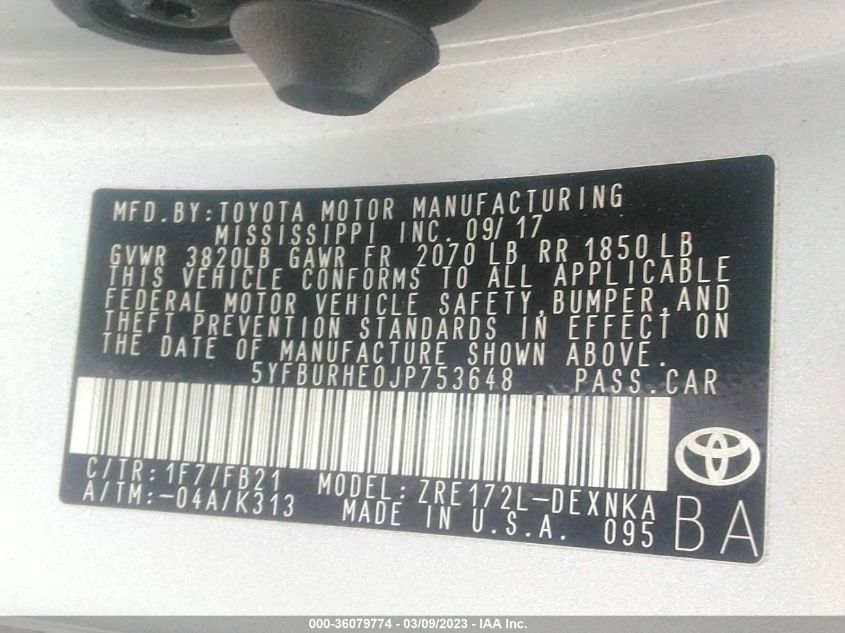 MFD.BY:TOYOTA MOTOR MANUFACTURING
MISSISSIPPI INC. 09/17
GVWR 3820LB GAWR FR 2070 LB RR 1850 LB
THIS VEHICLE CONFORMS TO ALL APPLICABLE
FEDERAL MOTOR VEHICLE SAFETY,BUMPER,AND
THEFT PREVENTION STANDARDS IN EFFECT ON
THE DATE OF MANUFACTURE SHOWN ABOVE.
5YFBURHE0JP753648 PASS.CAR
C/TR:1F7/FB21 MODEL:ZRE172L-DEXNKA
A/TM:-04A/K313 MADE IN U.S.A. 095
BA
000-36079774 - 03/09/2023 - IAA Inc.